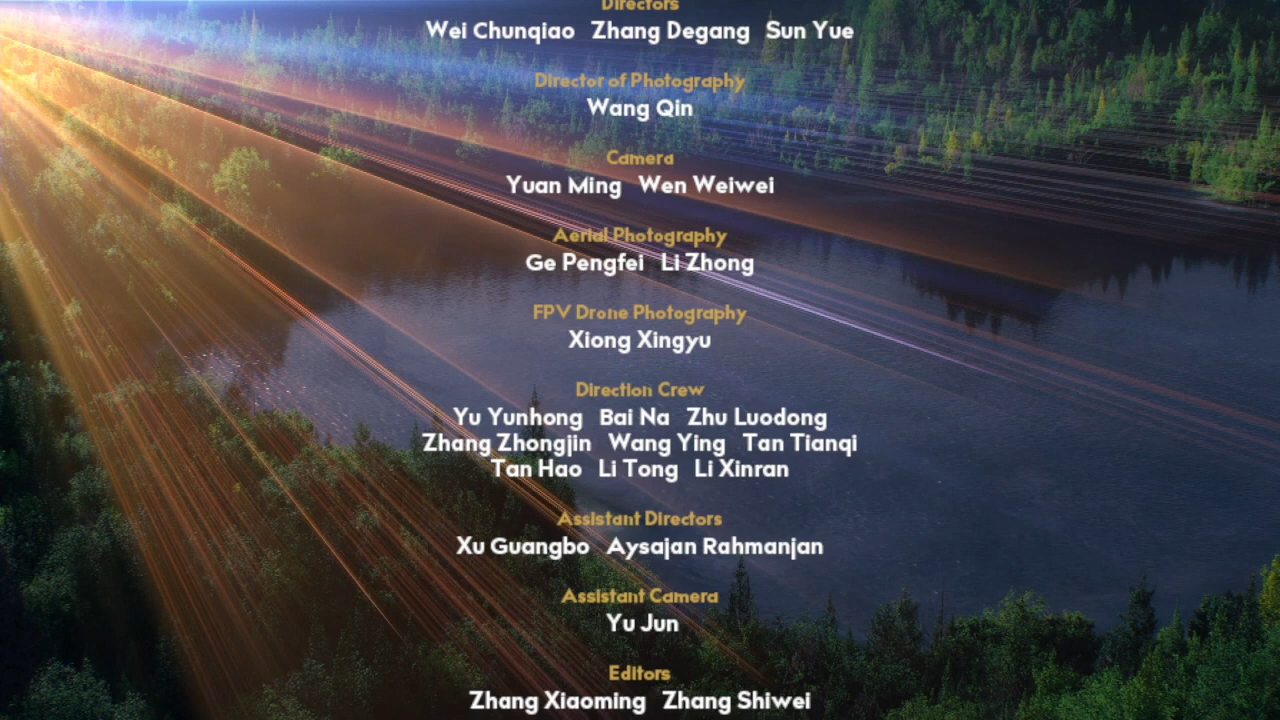 Directors
Wei Chunqiao Zhang Degang Sun Yue
Director of Photography
Wang Qin
Camera
Yuan Ming Wen Weiwei
Aerial Photography
Ge Pengfei Li Zhong
FPV Drone Photography
Xiong Xingyu
Direction Crew
Yu Yunhong Bai Na Zhu Luodong
Zhang Zhongjin Wang Ying Tan Tianqi
Tan Hao Li Tong Li Xinran
Assistant Directors
Xu Guangbo Aysajan Rahmanjan
Assistant Camera
Yu Jun
Editors
Zhang Xiaoming Zhang Shiwei